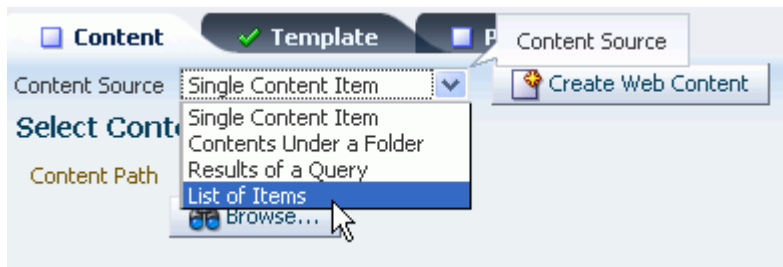 Content Template P
Content Source
Content Source Single Content Item Create Web Content
Single Content Item
Select Cont
Contents Under a Folder
Content Path Results of a Query
List of Items
Browse...